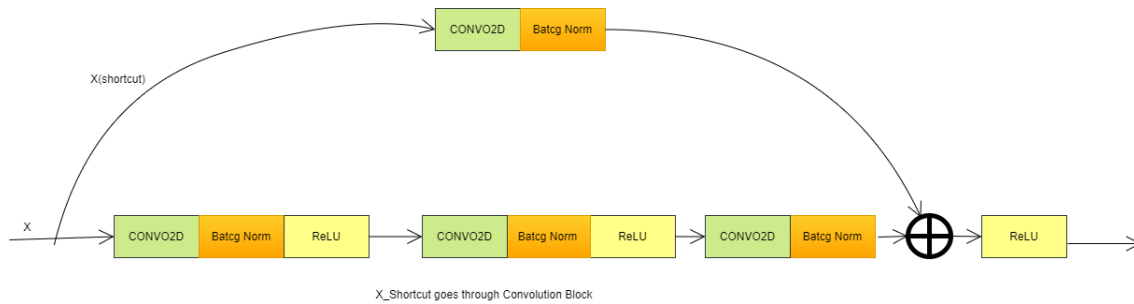 CONVO2D Batcg Norm
X(shortcut)
X
CONVO2D Batcg Norm ReLU CONVO2D Batcg Norm ReLU CONVO2D Batcg Norm ReLU
X_Shortcut goes through Convolution Block